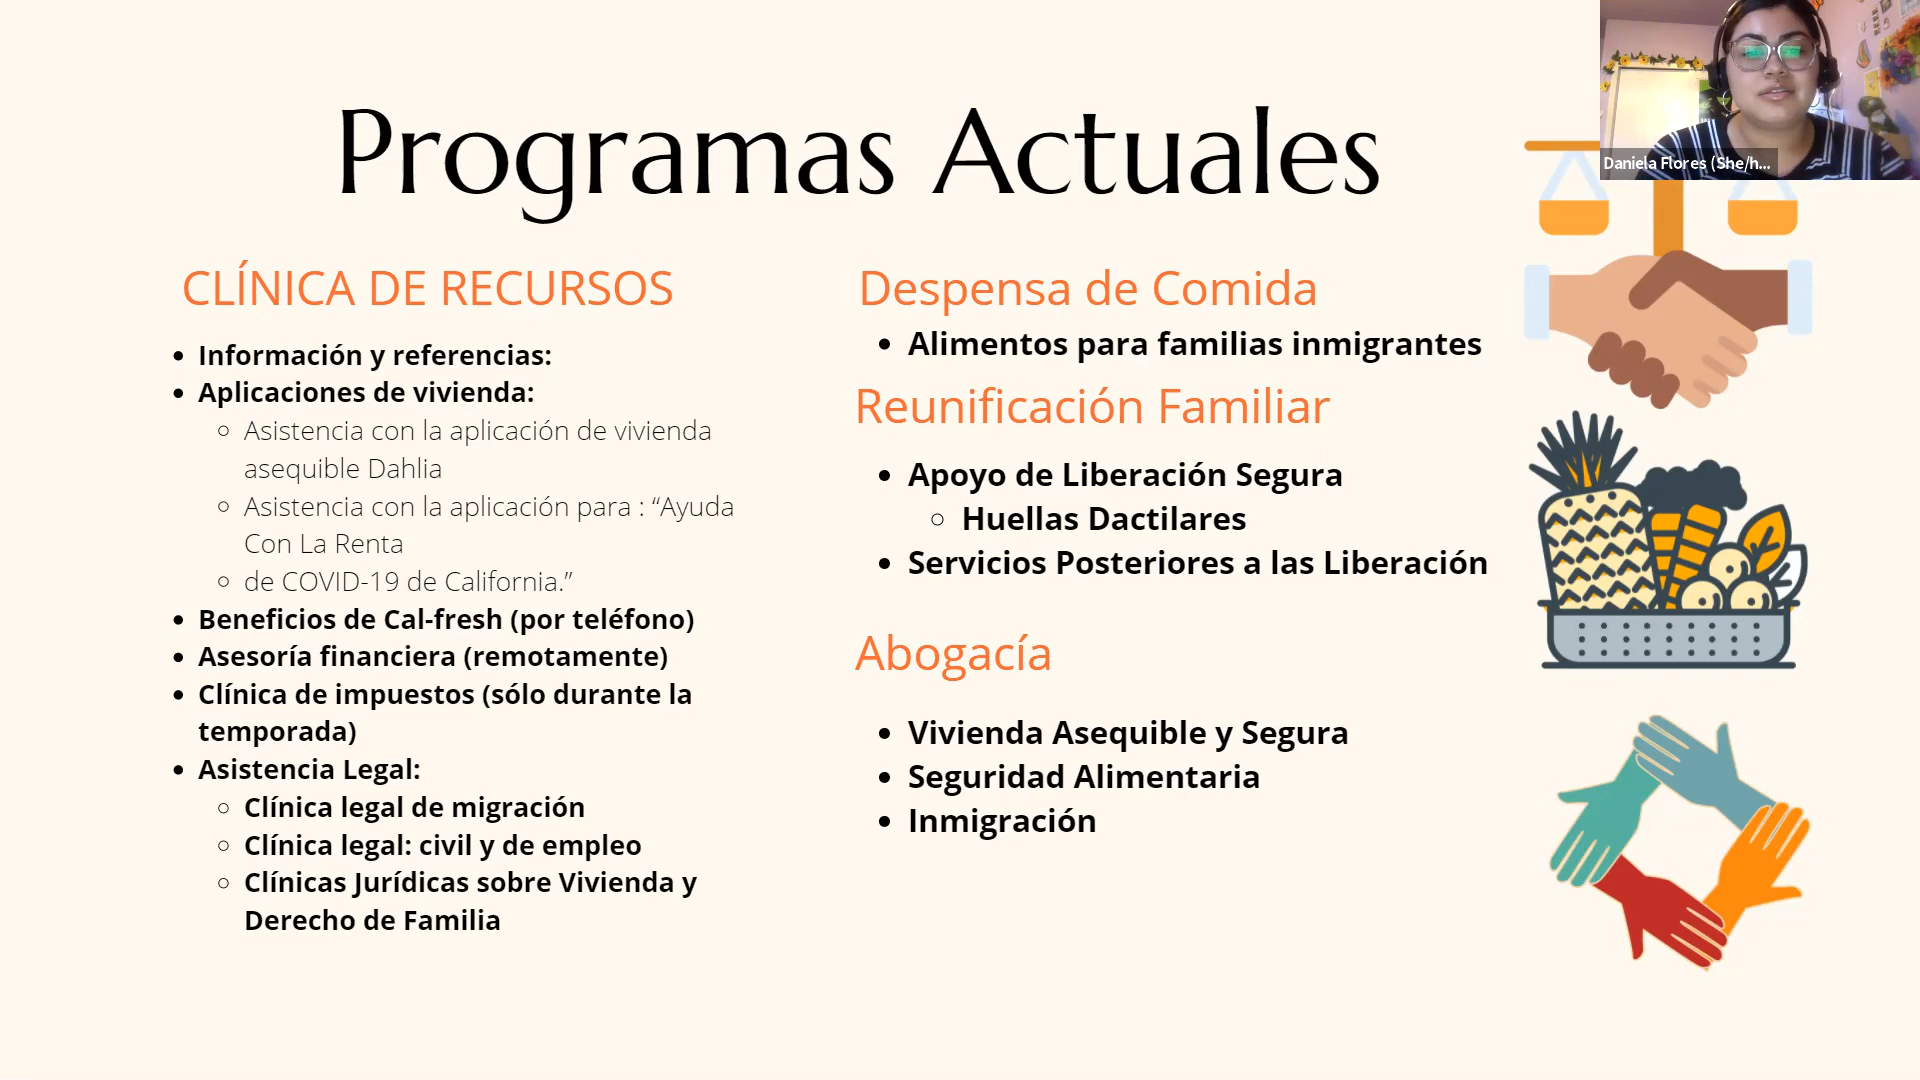 Programas Actuales
CLÍNICA DE RECURSOS
Información y referencias:
Aplicaciones de vivienda:
Asistencia con la aplicación de vivienda
asequible Dahlia
Asistencia con la aplicación para : “Ayuda
Con La Renta
de COVID-19 de California.”
Beneficios de Cal-fresh (por teléfono)
Asesoría financiera (remotamente)
Clínica de impuestos (sólo durante la
temporada)
Asistencia Legal:
Clínica legal de migración
Clínica legal: civil y de empleo
Clínicas Jurídicas sobre Vivienda y
Derecho de Familia
Despensa de Comida
Alimentos para familias inmigrantes
Reunificación Familiar
Apoyo de Liberación Segura
Huellas Dactilares
Servicios Posteriores a las Liberación
Abogacía
Vivienda Asequible y Segura
Seguridad Alimentaria
Inmigración
Daniela Flores (She/h...